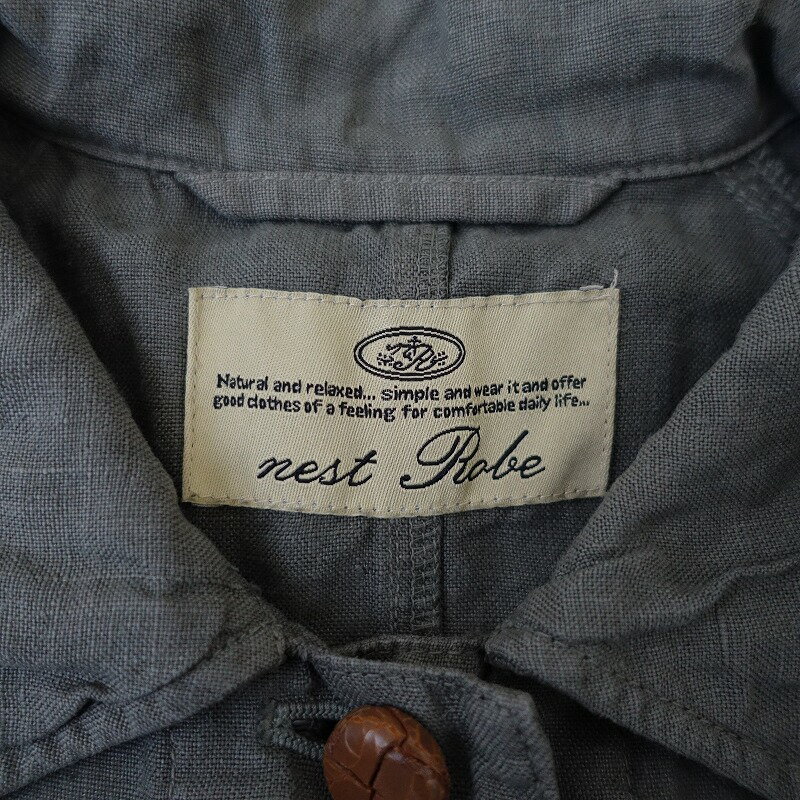 Natural and relaxed... simple and wear it and offer
good clothes of a feeling for comfortable daily life...
nest Robe